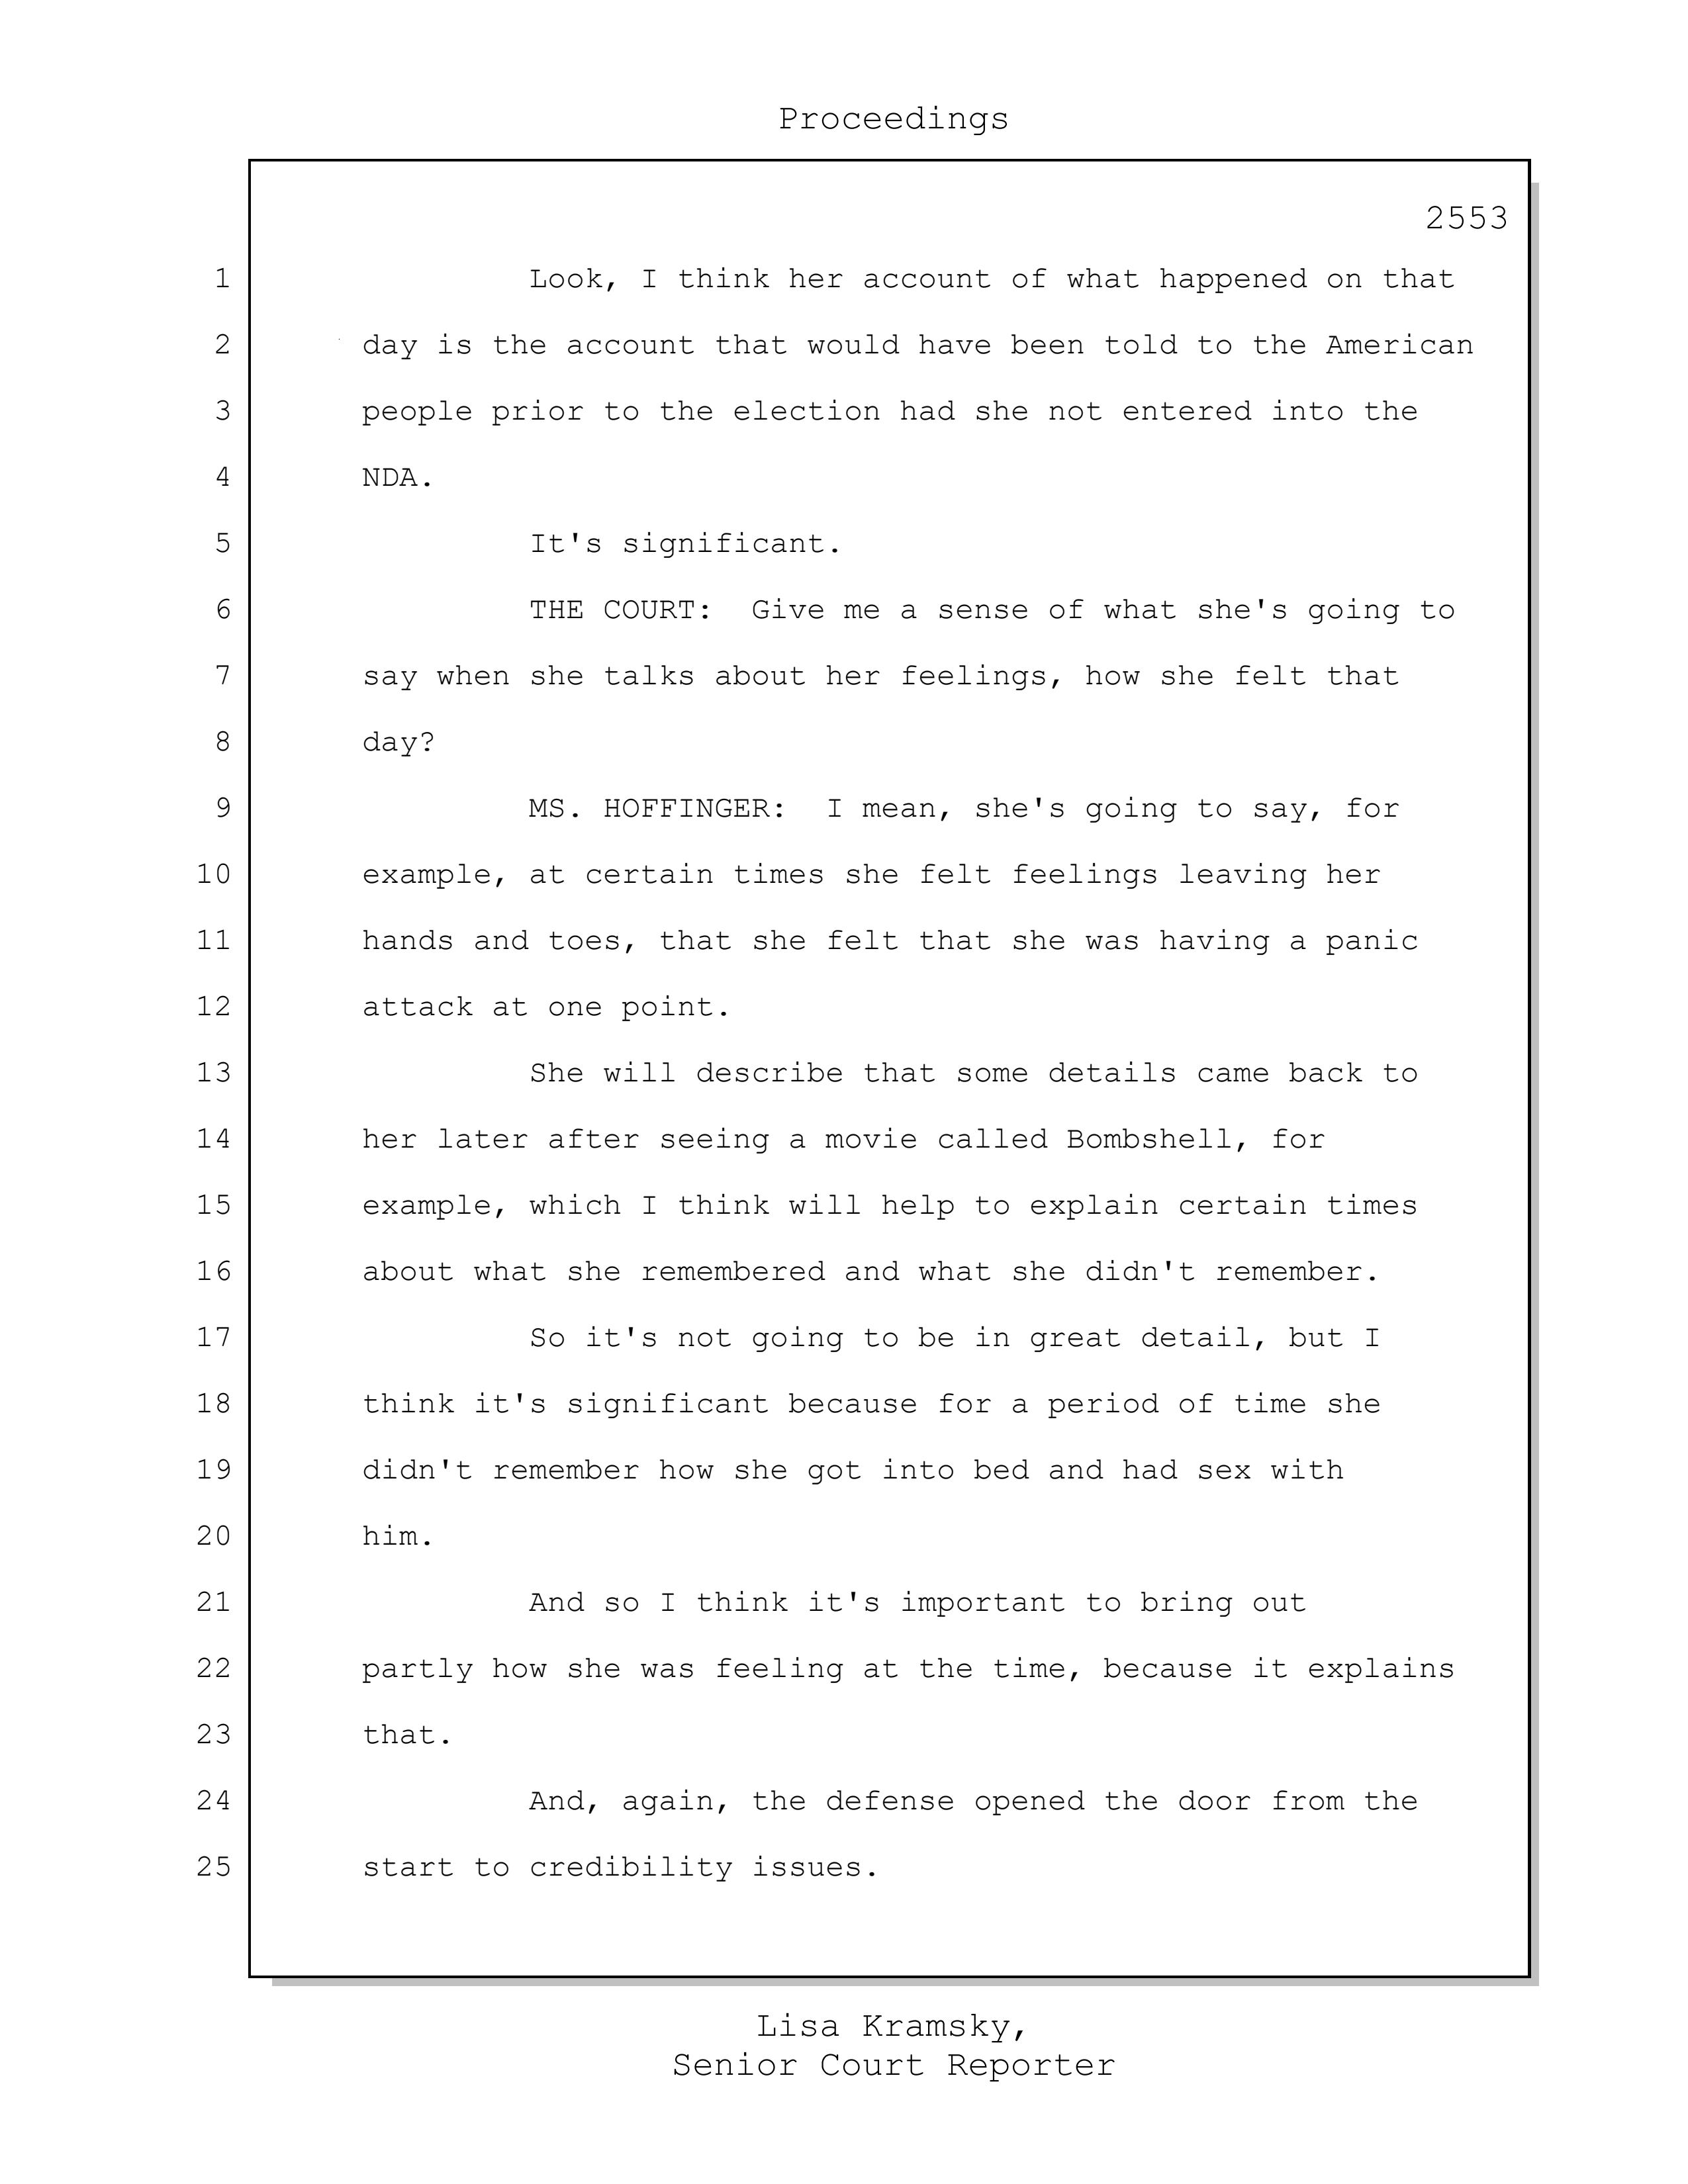 Proceedings
2553
1 Look, I think her account of what happened on that
2 day is the account that would have been told to the American
3 people prior to the election had she not entered into the
4 NDA.
5 It's significant.
6 THE COURT: Give me a sense of what she's going to
7 say when she talks about her feelings, how she felt that
8 day?
9 MS. HOFFINGER: I mean, she's going to say, for
10 example, at certain times she felt feelings leaving her
11 hands and toes, that she felt that she was having a panic
12 attack at one point.
13 She will describe that some details came back to
14 her later after seeing a movie called Bombshell, for
15 example, which I think will help to explain certain times
16 about what she remembered and what she didn't remember.
17 So it's not going to be in great detail, but I
18 think it's significant because for a period of time she
19 didn't remember how she got into bed and had sex with
20 him.
21 And so I think it's important to bring out
22 partly how she was feeling at the time, because it explains
23 that.
24 And, again, the defense opened the door from the
25 start to credibility issues.
Lisa Kramsky,
Senior Court Reporter